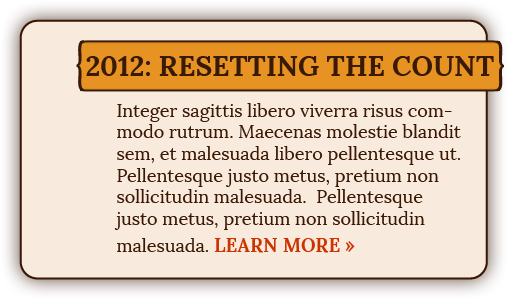 2012: RESETTING THE COUNT
Integer sagittis libero viverra risus com-
modo rutrum. Maecenas molestie blandit
sem, et malesuada libero pellentesque ut.
Pellentesque justo metus, pretium non
sollicitudin malesuada.  Pellentesque
justo metus, pretium non sollicitudin
malesuada. LEARN MORE »